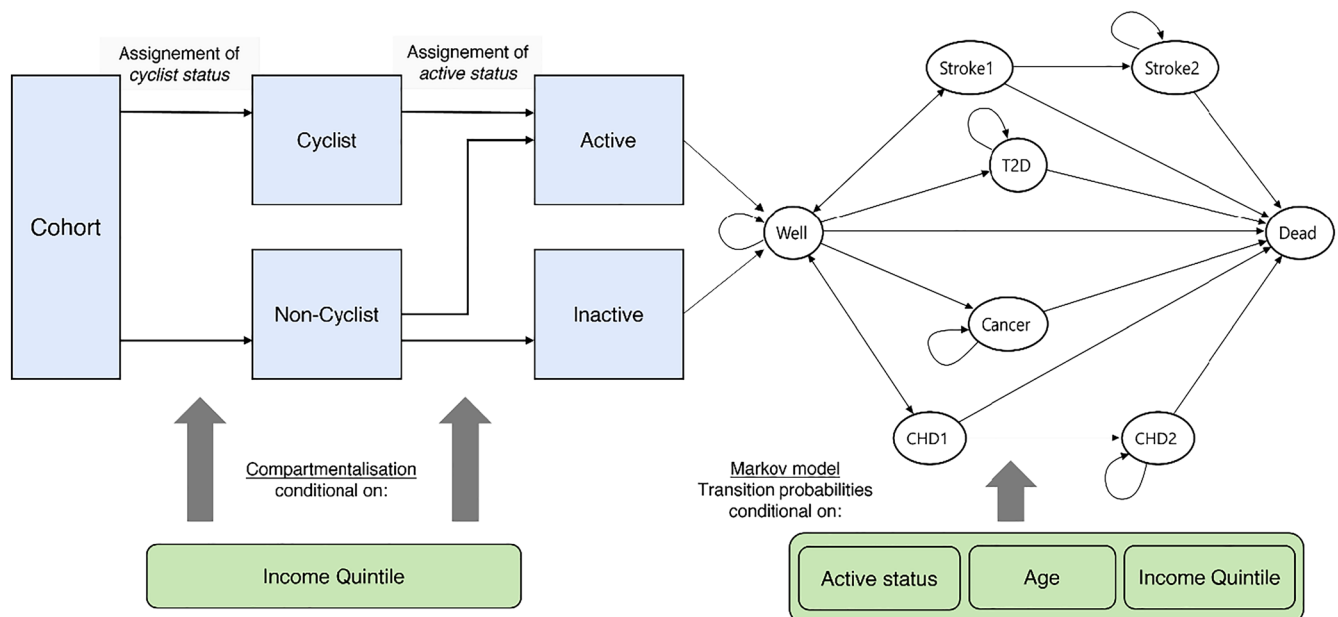 Assignement of
cyclist status
Assignement of
active status
Cohort
Cyclist
Active
Non-Cyclist
Inactive
Stroke1
Stroke2
T2D
Well
Dead
Cancer
CHD1
CHD2
Compartmentalisation
conditional on:
Markov model
Transition probabilities
conditional on:
Income Quintile
Active status
Age
Income Quintile